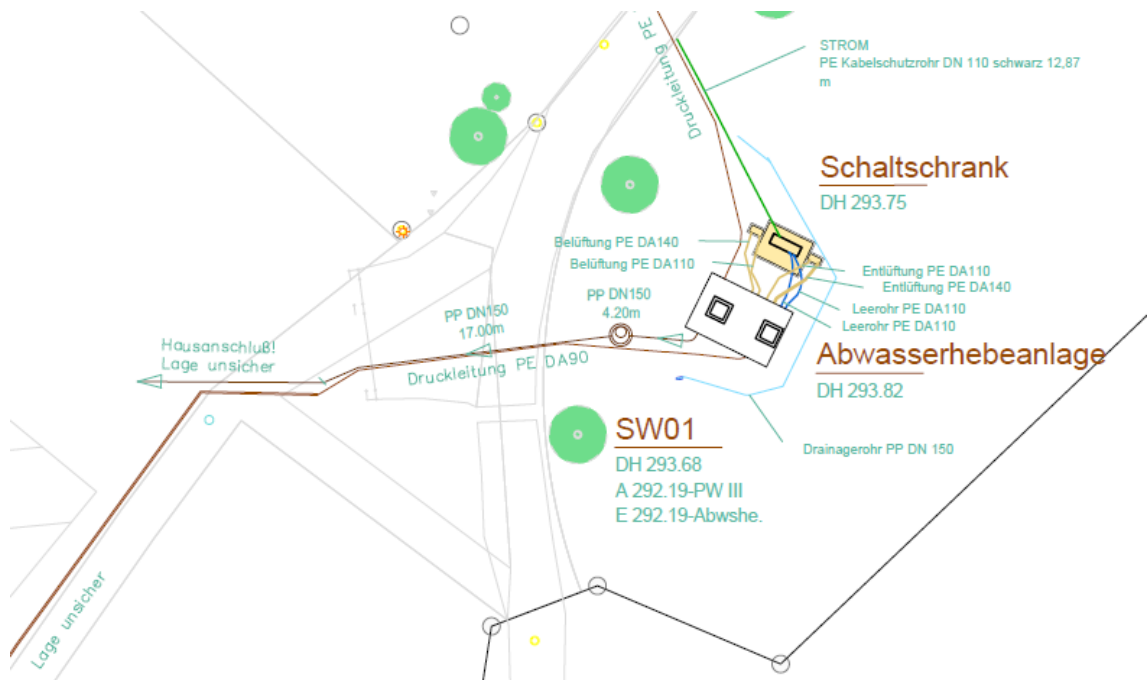 STROM
PE Kabelschutzrohr DN 110 schwarz 12,87
m
Druckleitung PE
Schaltschrank
DH 293.75
Belüftung PE DA140
Belüftung PE DA110
Entlüftung PE DA110
Entlüftung PE DA140
Leerohr PE DA110
Leerohr PE DA110
PP DN150
4.20m
PP DN150
17.00m
Hausanschluß!
Lage unsicher
Druckleitung PE DA90
Abwasserhebeanlage
DH 293.82
SW01
DH 293.68
A 292.19-PW III
E 292.19-Abwshe.
Drainagerohr PP DN 150
Lage unsicher